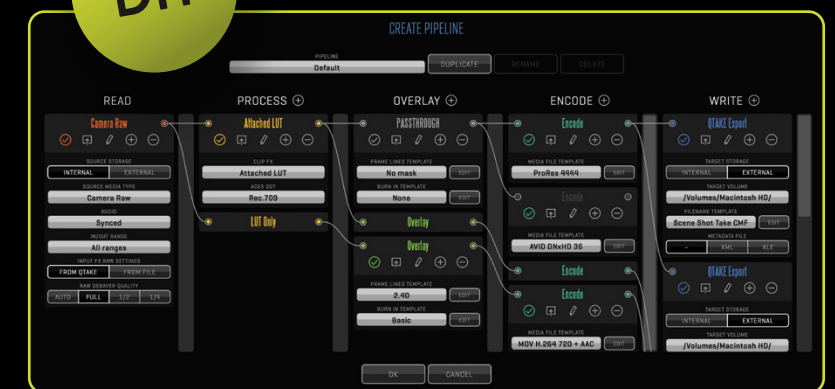 DIT
CREATE PIPELINE
PIPELINE
Default
DUPLICATE
RENAME
DELETE
READ
Camera Raw
SOURCE STORAGE
INTERNAL EXTERNAL
SOURCE MEDIA TYPE
Camera Raw
AUDIO
Synced
IN/OUT RANGE
All ranges
INPUT FX RAW SETTINGS
FROM QTAKE FROM FILE
RAW DEBAYER QUALITY
AUTO FULL 1/2 1/4
PROCESS
Attached LUT
CLIP FX
Attached LUT
ACES ODT
Rec.709
LUT Only
OVERLAY
PASSTHROUGH
FRAME LINES TEMPLATE
No mask EDIT
BURN IN TEMPLATE
None EDIT
Overlay
Overlay
FRAME LINES TEMPLATE
2.40 EDIT
BURN IN TEMPLATE
Basic EDIT
ENCODE
Encode
MEDIA FILE TEMPLATE
ProRes 4444 EDIT
Encode
MEDIA FILE TEMPLATE
AVID DNxHD 36 EDIT
Encode
Encode
MEDIA FILE TEMPLATE
MOV H.264 720 + AAC EDIT
WRITE
QTAKE Export
TARGET STORAGE
INTERNAL EXTERNAL
TARGET VOLUME
/Volumes/Macintosh HD/
FILENAME TEMPLATE
Scene Shot Take CMF EDIT
METADATA FILE
- XML ALE
QTAKE Export
TARGET STORAGE
INTERNAL EXTERNAL
TARGET VOLUME
/Volumes/Macintosh HD/
OK
CANCEL